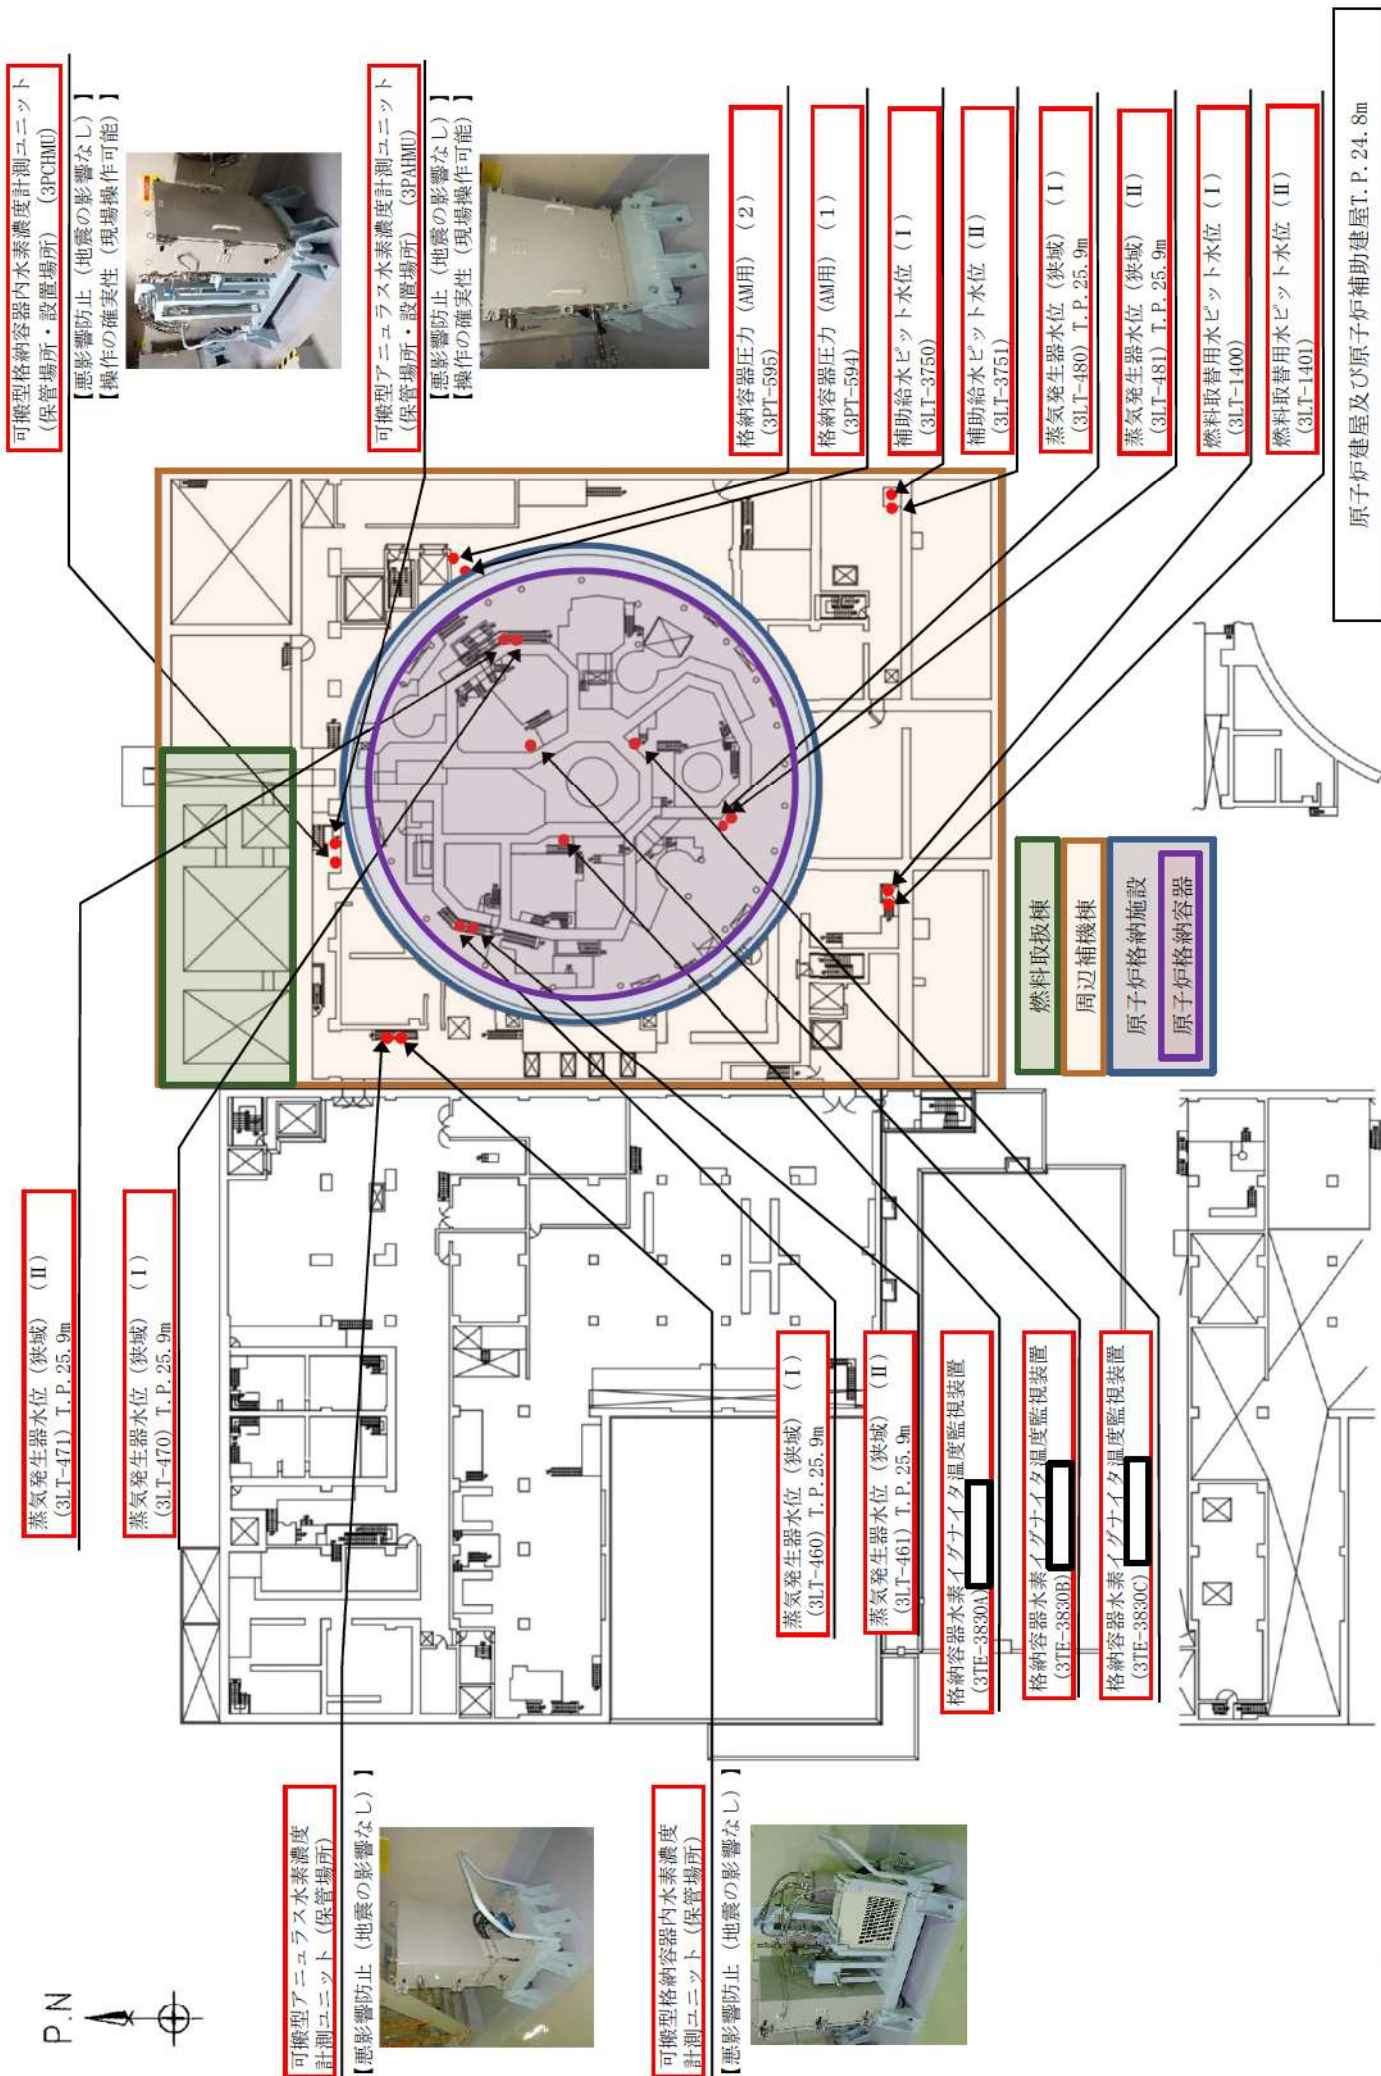 P.N
可搬型アニュラス水素濃度
計測ユニット（保管場所）
【悪影響防止（地震の影響なし）】
可搬型格納容器内水素濃度
計測ユニット（保管場所）
【悪影響防止（地震の影響なし）】
蒸気発生器水位（狭域）（Ⅱ）
(3LT-471) T.P.25.9m
蒸気発生器水位（狭域）（Ⅰ）
(3LT-470) T.P.25.9m
蒸気発生器水位（狭域）（Ⅰ）
(3LT-460) T.P.25.9m
蒸気発生器水位（狭域）（Ⅱ）
(3LT-461) T.P.25.9m
格納容器水素イグナイタ温度監視装置
(3TE-3830A)
格納容器水素イグナイタ温度監視装置
(3TE-3830B)
格納容器水素イグナイタ温度監視装置
(3TE-3830C)
燃料取扱棟
周辺補機棟
原子炉格納施設
原子炉格納容器
可搬型格納容器内水素濃度計測ユニット
（保管場所・設置場所）（3PCHMU）
【悪影響防止（地震の影響なし）】
【操作の確実性（現場操作可能）】
可搬型アニュラス水素濃度計測ユニット
（保管場所・設置場所）（3PAHMU）
【悪影響防止（地震の影響なし）】
【操作の確実性（現場操作可能）】
格納容器圧力（AM用）（2）
(3PT-595)
格納容器圧力（AM用）（1）
(3PT-594)
補助給水ピット水位（Ⅰ）
(3LT-3750)
補助給水ピット水位（Ⅱ）
(3LT-3751)
蒸気発生器水位（狭域）（Ⅰ）
(3LT-480) T.P.25.9m
蒸気発生器水位（狭域）（Ⅱ）
(3LT-481) T.P.25.9m
燃料取替用水ピット水位（Ⅰ）
(3LT-1400)
燃料取替用水ピット水位（Ⅱ）
(3LT-1401)
原子炉建屋及び原子炉補助建屋T.P.24.8m